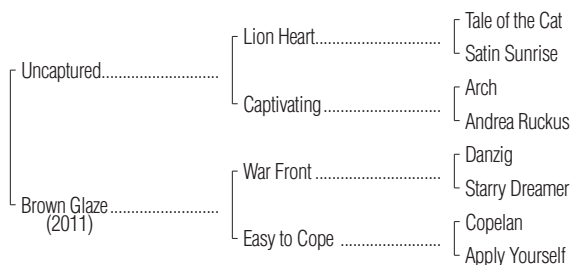 Tale of the Cat
Lion Heart
Satin Sunrise
Uncaptured
Arch
Captivating
Andrea Ruckus
Danzig
War Front
Starry Dreamer
Brown Glaze
(2011)
Copelan
Easy to Cope
Apply Yourself